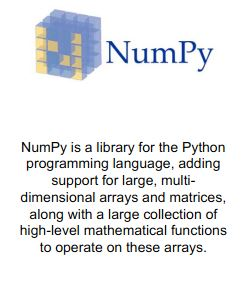 NumPy
NumPy is a library for the Python
programming language, adding
support for large, multi-
dimensional arrays and matrices,
along with a large collection of
high-level mathematical functions
to operate on these arrays.